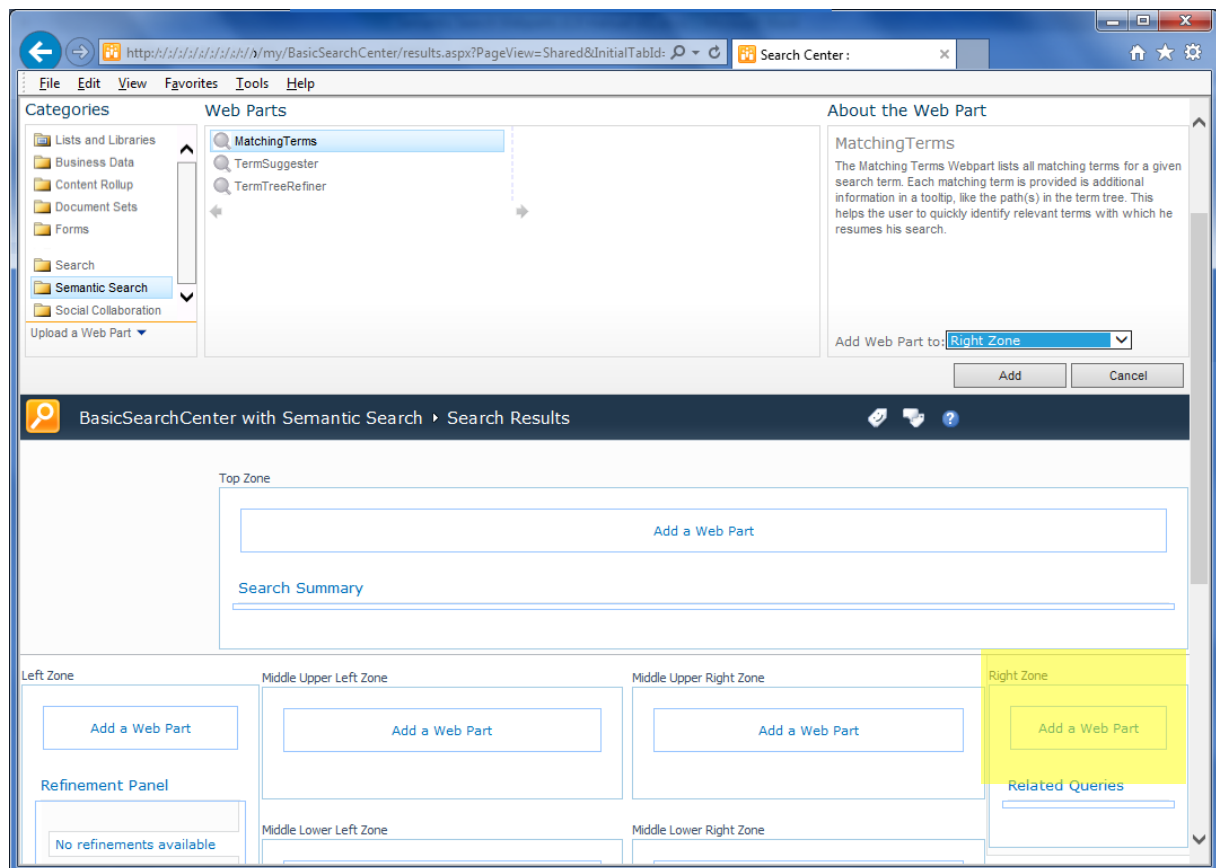 http://:/:/:/:/:/:/:/:/my/BasicSearchCenter/results.aspx?PageView=Shared&InitialTabId:
Search Center :
File Edit View Favorites Tools Help
Categories
Lists and Libraries
Business Data
Content Rollup
Document Sets
Forms
Search
Semantic Search
Social Collaboration
Upload a Web Part
Web Parts
MatchingTerms
TermSuggester
TermTreeRefiner
About the Web Part
MatchingTerms
The Matching Terms Webpart lists all matching terms for a given
search term. Each matching term is provided is additional
information in a tooltip, like the path(s) in the term tree. This
helps the user to quickly identify relevant terms with which he
resumes his search.
Add Web Part to: Right Zone
Add Cancel
BasicSearchCenter with Semantic Search Search Results
Top Zone
Add a Web Part
Search Summary
Left Zone
Add a Web Part
Refinement Panel
No refinements available
Middle Upper Left Zone
Add a Web Part
Middle Lower Left Zone
Middle Upper Right Zone
Add a Web Part
Middle Lower Right Zone
Right Zone
Add a Web Part
Related Queries